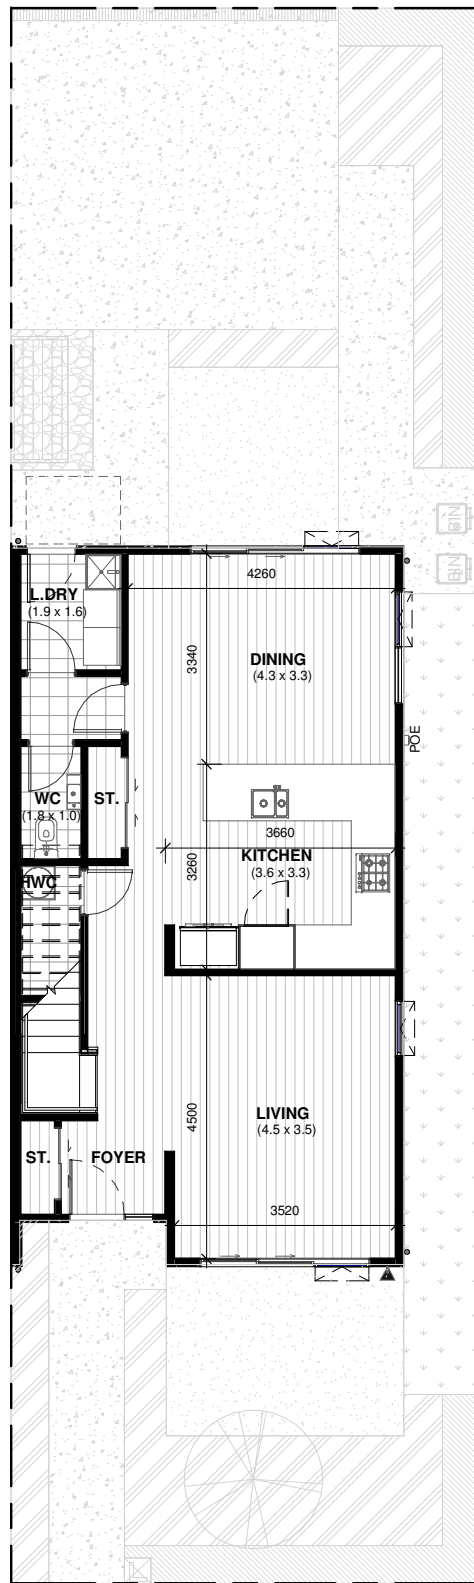 BIN
BIN
4260
L.DRY
(1.9 x 1.6)
3340
DINING
(4.3 x 3.3)
POE
WC
(1.8 x 1.0)
ST.
3660
KITCHEN
(3.6 x 3.3)
3260
HWC
4500
LIVING
(4.5 x 3.5)
ST.
FOYER
3520